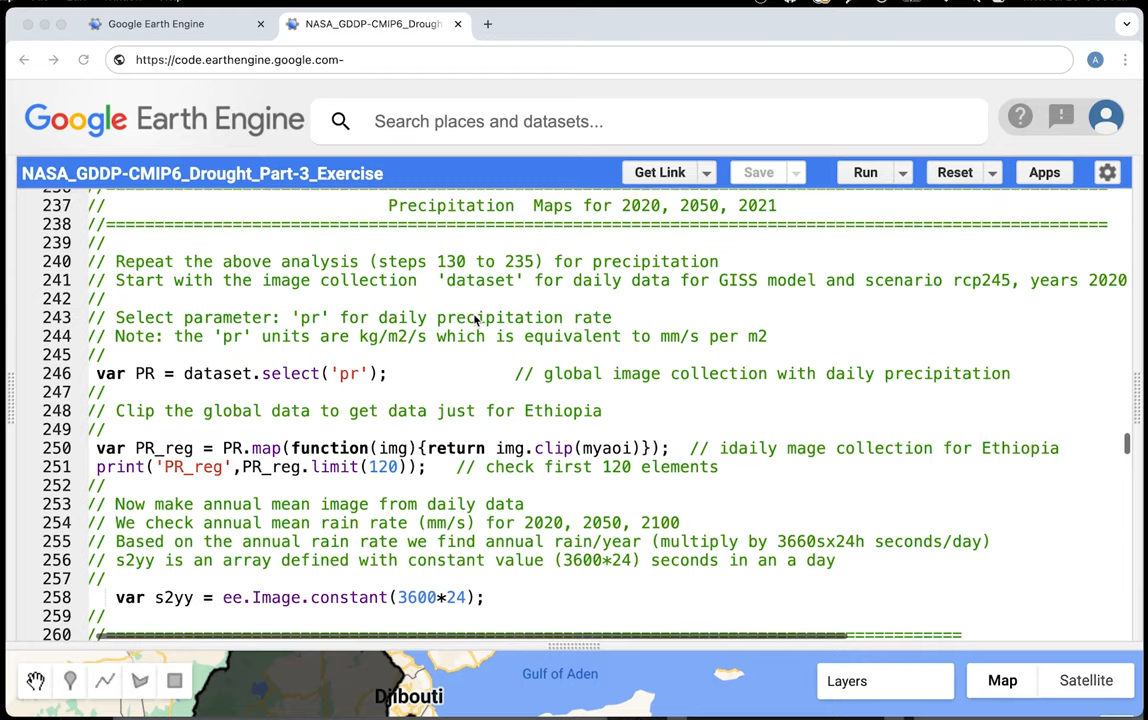 Google Earth Engine
NASA_GDDP-CMIP6_Drought
https://code.earthengine.google.com-
A
Google Earth Engine
Search places and datasets...
NASA_GDDP-CMIP6_Drought_Part-3_Exercise
Get Link
Save
Run
Reset
Apps
236 //
237 // Precipitation Maps for 2020, 2050, 2021
238 //==========
239 //
240 // Repeat the above analysis (steps 130 to 235) for precipitation
241 // Start with the image collection 'dataset' for daily data for GISS model and scenario rcp245, years 2020
242 //
243 // Select parameter: 'pr' for daily precipitation rate
244 // Note: the 'pr' units are kg/m2/s which is equivalent to mm/s per m2
245 //
246 var PR = dataset.select('pr'); // global image collection with daily precipitation
247 //
248 // Clip the global data to get data just for Ethiopia
249 //
250 var PR_reg = PR.map(function(img){return img.clip(myaoi)}); // idaily mage collection for Ethiopia
251 print('PR_reg',PR_reg.limit(120)); // check first 120 elements
252 //
253 // Now make annual mean image from daily data
254 // We check annual mean rain rate (mm/s) for 2020, 2050, 2100
255 // Based on the annual rain rate we find annual rain/year (multiply by 3660sx24h seconds/day)
256 // s2yy is an array defined with constant value (3600*24) seconds in an a day
257 //
258 var s2yy = ee.Image.constant(3600*24);
259 //
260 //==========
Gulf of Aden
Djibouti
Layers
Map
Satellite